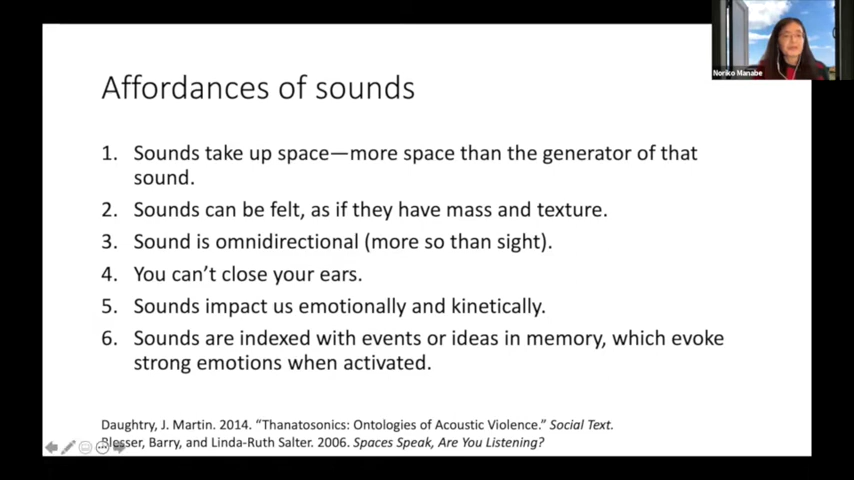 Noriko Manabe
Affordances of sounds
1. Sounds take up space—more space than the generator of that
sound.
2. Sounds can be felt, as if they have mass and texture.
3. Sound is omnidirectional (more so than sight).
4. You can't close your ears.
5. Sounds impact us emotionally and kinetically.
6. Sounds are indexed with events or ideas in memory, which evoke
strong emotions when activated.
Daughtry, J. Martin. 2014. “Thanatosonics: Ontologies of Acoustic Violence.” Social Text.
Blesser, Barry, and Linda-Ruth Salter. 2006. Spaces Speak, Are You Listening?